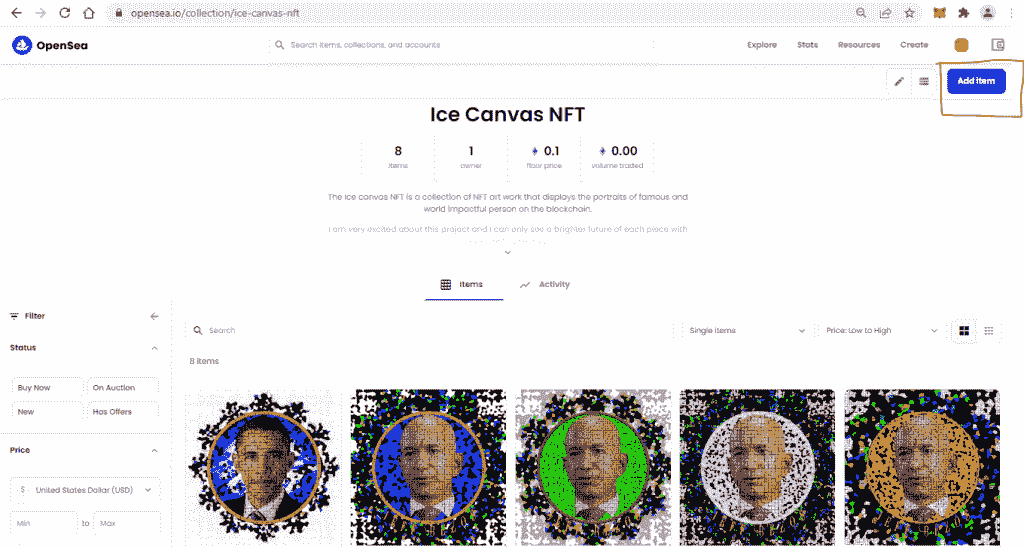 opensea.io/collection/ice-canvas-nft
OpenSea
Search items, collections, and accounts
Explore
Stats
Resources
Create
Add item
Ice Canvas NFT
8
items
1
owner
0.1
floor price
0.00
volume traded
The ice canvas NFT is a collection of NFT art work that displays the portraits of famous and
world impactful person on the blockchain.
I am very excited about this project and I can only see a brighter future of each piece with
Items
Activity
Filter
Search
Single items
Price: Low to High
Status
8 items
Buy Now
On Auction
New
Has Offers
Price
$
United States Dollar (USD)
Min
to
Max